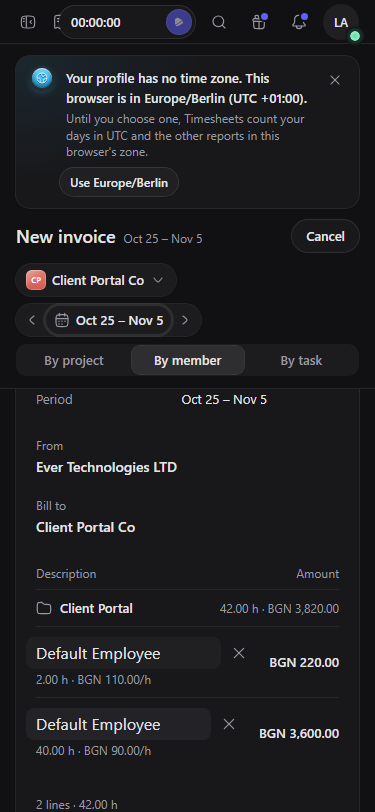 00:00:00
LA
Your profile has no time zone. This
browser is in Europe/Berlin (UTC +01:00).
Until you choose one, Timesheets count your
days in UTC and the other reports in this
browser's zone.
Use Europe/Berlin
New invoice Oct 25 – Nov 5
Cancel
CP Client Portal Co
Oct 25 – Nov 5
By project By member By task
Period Oct 25 – Nov 5
From
Ever Technologies LTD
Bill to
Client Portal Co
Description Amount
Client Portal 42.00 h · BGN 3,820.00
Default Employee
BGN 220.00
2.00 h · BGN 110.00/h
Default Employee
BGN 3,600.00
40.00 h · BGN 90.00/h
2 lines · 42.00 h